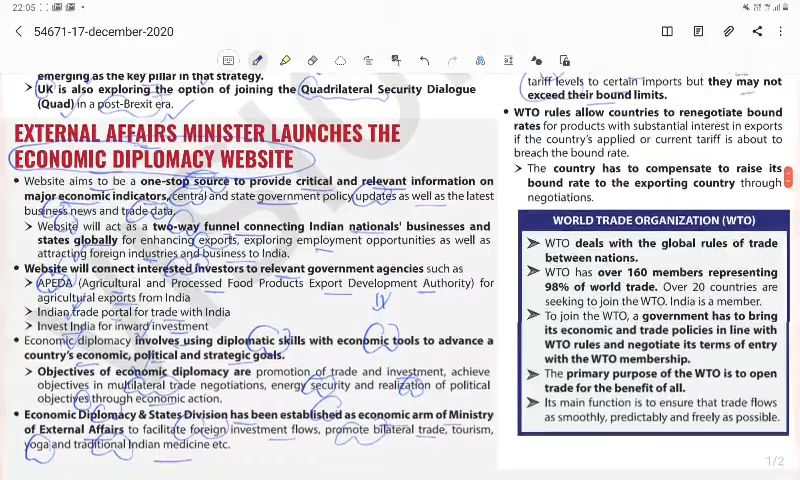 22:05
54671-17-december-2020
emerging as the key pillar in that strategy.
➢ UK is also exploring the option of joining the Quadrilateral Security Dialogue
(Quad) in a post-Brexit era.
EXTERNAL AFFAIRS MINISTER LAUNCHES THE
ECONOMIC DIPLOMACY WEBSITE
• Website aims to be a one-stop source to provide critical and relevant information on
major economic indicators, central and state government policy updates as well as the latest
business news and trade data.
➢ Website will act as a two-way funnel connecting Indian nationals' businesses and
states globally for enhancing exports, exploring employment opportunities as well as
attracting foreign industries and business to India.
• Website will connect interested investors to relevant government agencies such as
➢ APEDA (Agricultural and Processed Food Products Export Development Authority) for
agricultural exports from India
➢ Indian trade portal for trade with India
➢ Invest India for inward investment
• Economic diplomacy involves using diplomatic skills with economic tools to advance a
country's economic, political and strategic goals.
➢ Objectives of economic diplomacy are promotion of trade and investment, achieve
objectives in multilateral trade negotiations, energy security and realization of political
objectives through economic action.
• Economic Diplomacy & States Division has been established as economic arm of Ministry
of External Affairs to facilitate foreign investment flows, promote bilateral trade, tourism,
yoga and traditional Indian medicine etc.
tariff levels to certain imports but they may not
exceed their bound limits.
• WTO rules allow countries to renegotiate bound
rates for products with substantial interest in exports
if the country's applied or current tariff is about to
breach the bound rate.
➢ The country has to compensate to raise its
bound rate to the exporting country through
negotiations.
WORLD TRADE ORGANIZATION (WTO)
➢ WTO deals with the global rules of trade
between nations.
➢ WTO has over 160 members representing
98% of world trade. Over 20 countries are
seeking to join the WTO. India is a member.
➢ To join the WTO, a government has to bring
its economic and trade policies in line with
WTO rules and negotiate its terms of entry
with the WTO membership.
➢ The primary purpose of the WTO is to open
trade for the benefit of all.
➢ Its main function is to ensure that trade flows
as smoothly, predictably and freely as possible.
1/2